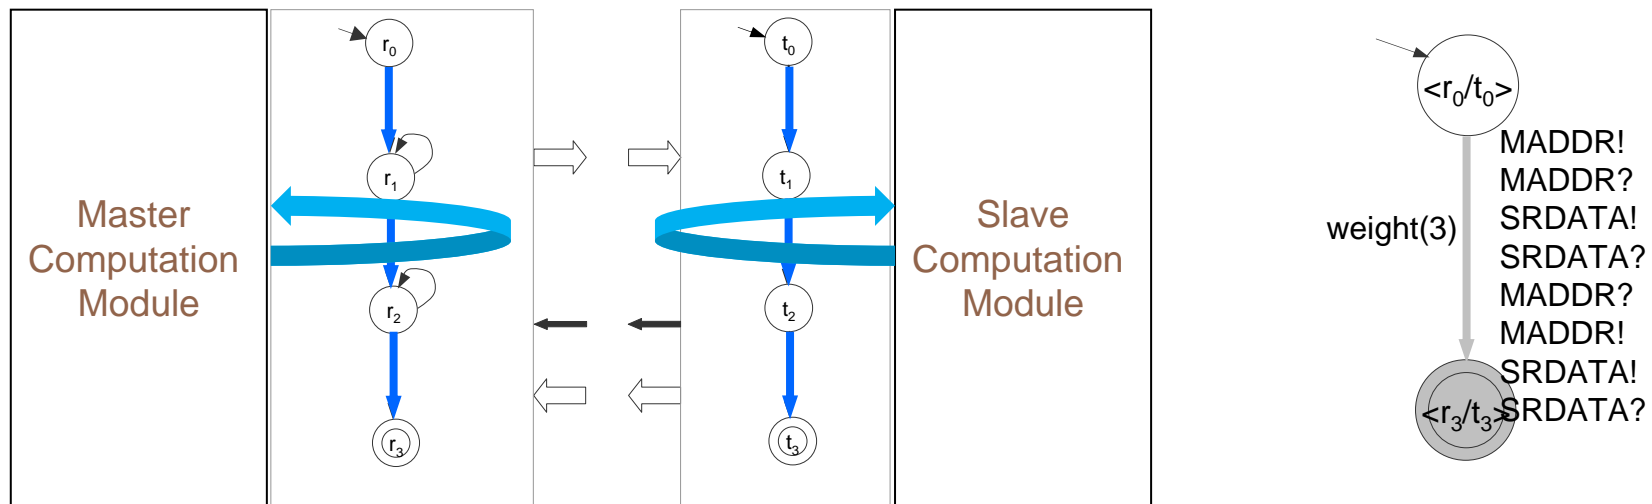 Master
Computation
Module
r0
r1
r2
r3
t0
t1
t2
t3
Slave
Computation
Module
<r0/t0>
weight(3)
MADDR!
MADDR?
SRDATA!
SRDATA?
MADDR?
MADDR!
SRDATA!
SRDATA?
<r3/t3>